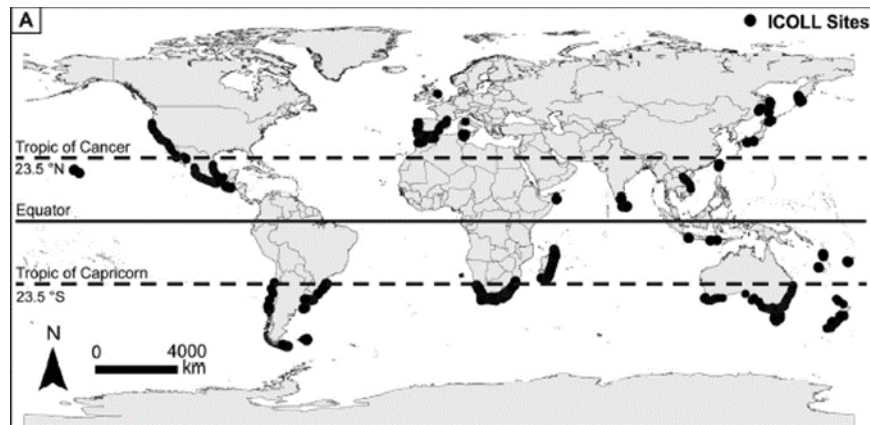 A
ICOLL Sites
Tropic of Cancer
23.5 °N
Equator
Tropic of Capricorn
23.5 °S
N
0 4000
km